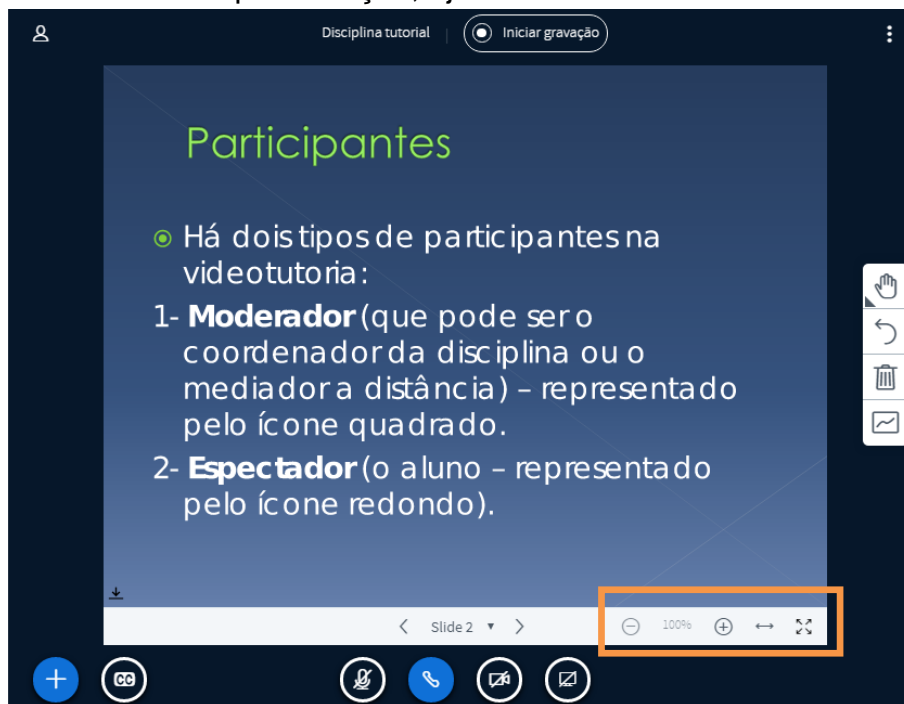 Disciplina tutorial
Iniciar gravação
Participantes
Há dois tipos de participantes na
videotutoria:
1- Moderador (que pode ser o
coordenador da disciplina ou o
mediador a distância) – representado
pelo ícone quadrado.
2- Espectador (o aluno – representado
pelo ícone redondo).
Slide 2
100%
CC